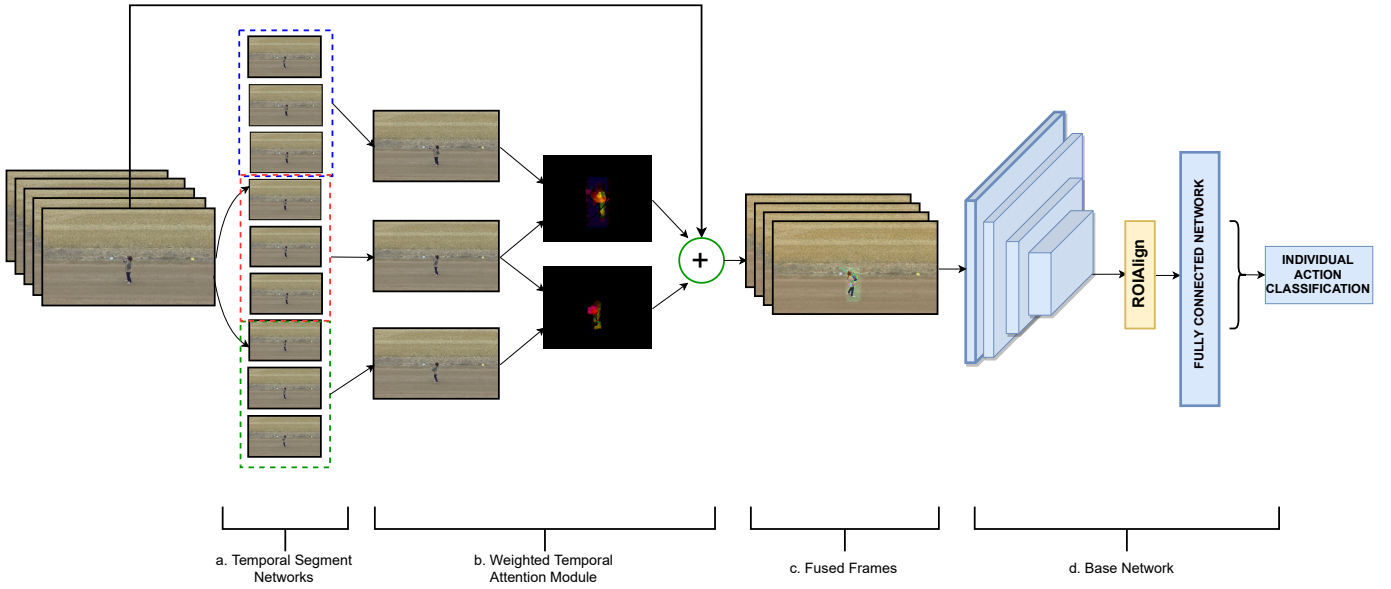 +
ROIAlign
FULLY CONNECTED NETWORK
INDIVIDUAL
ACTION
CLASSIFICATION
a. Temporal Segment
Networks
b. Weighted Temporal
Attention Module
c. Fused Frames
d. Base Network